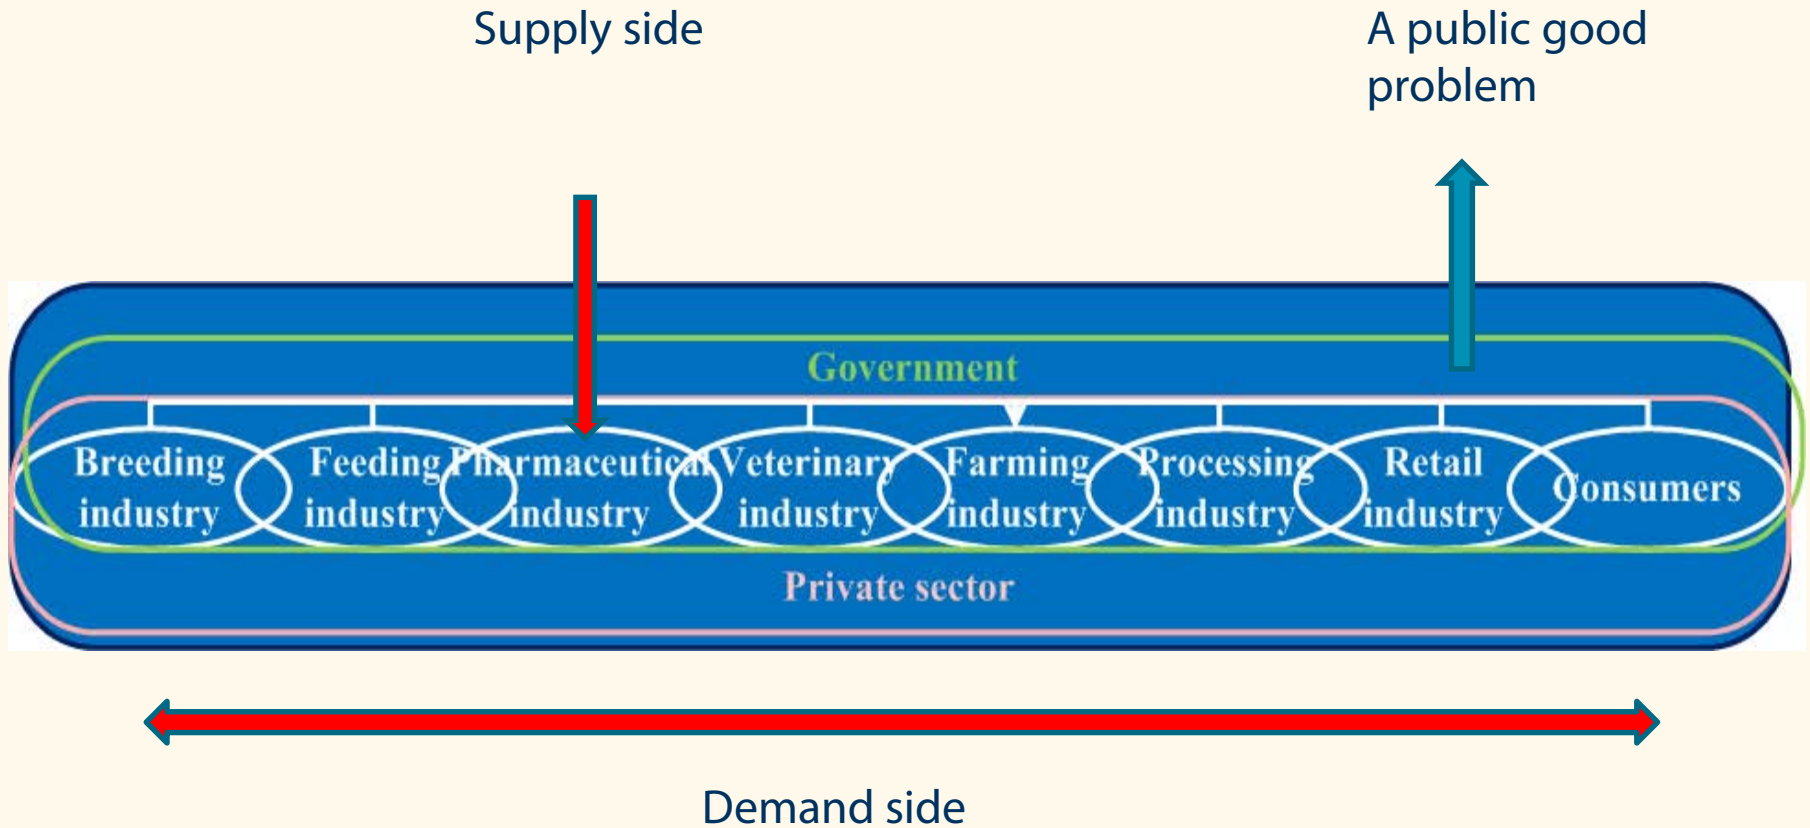 Supply side
A public good
problem
Government
Breeding
industry
Feeding
industry
Pharmaceutical
industry
Veterinary
industry
Farming
industry
Processing
industry
Retail
industry
Consumers
Private sector
Demand side